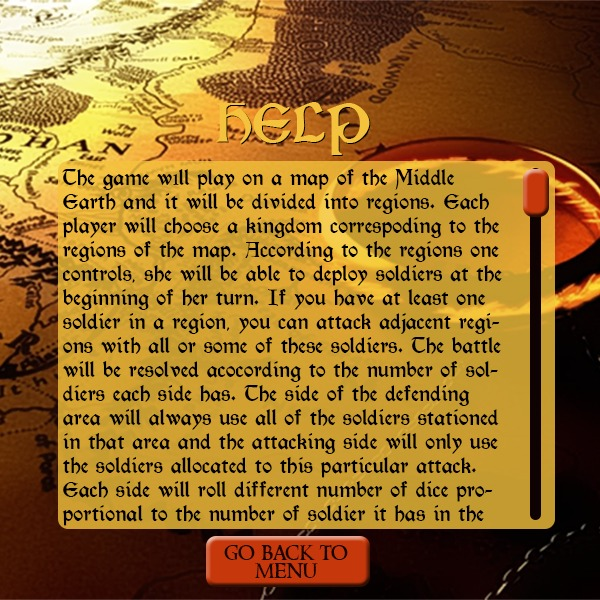 Mirkwood
OHAN
Wold
HELP
The game will play on a map of the Middle
Earth and it will be divided into regions. Each
player will choose a kingdom correspoding to the
regions of the map. According to the regions one
controls, she will be able to deploy soldiers at the
beginning of her turn. If you have at least one
soldier in a region, you can attack adjacent regi-
ons with all or some of these soldiers. The battle
will be resolved acocording to the number of sol-
diers each side has. The side of the defending
area will always use all of the soldiers stationed
in that area and the attacking side will only use
the soldiers allocated to this particular attack.
Each side will roll different number of dice pro-
portional to the number of soldier it has in the
GO BACK TO
MENU